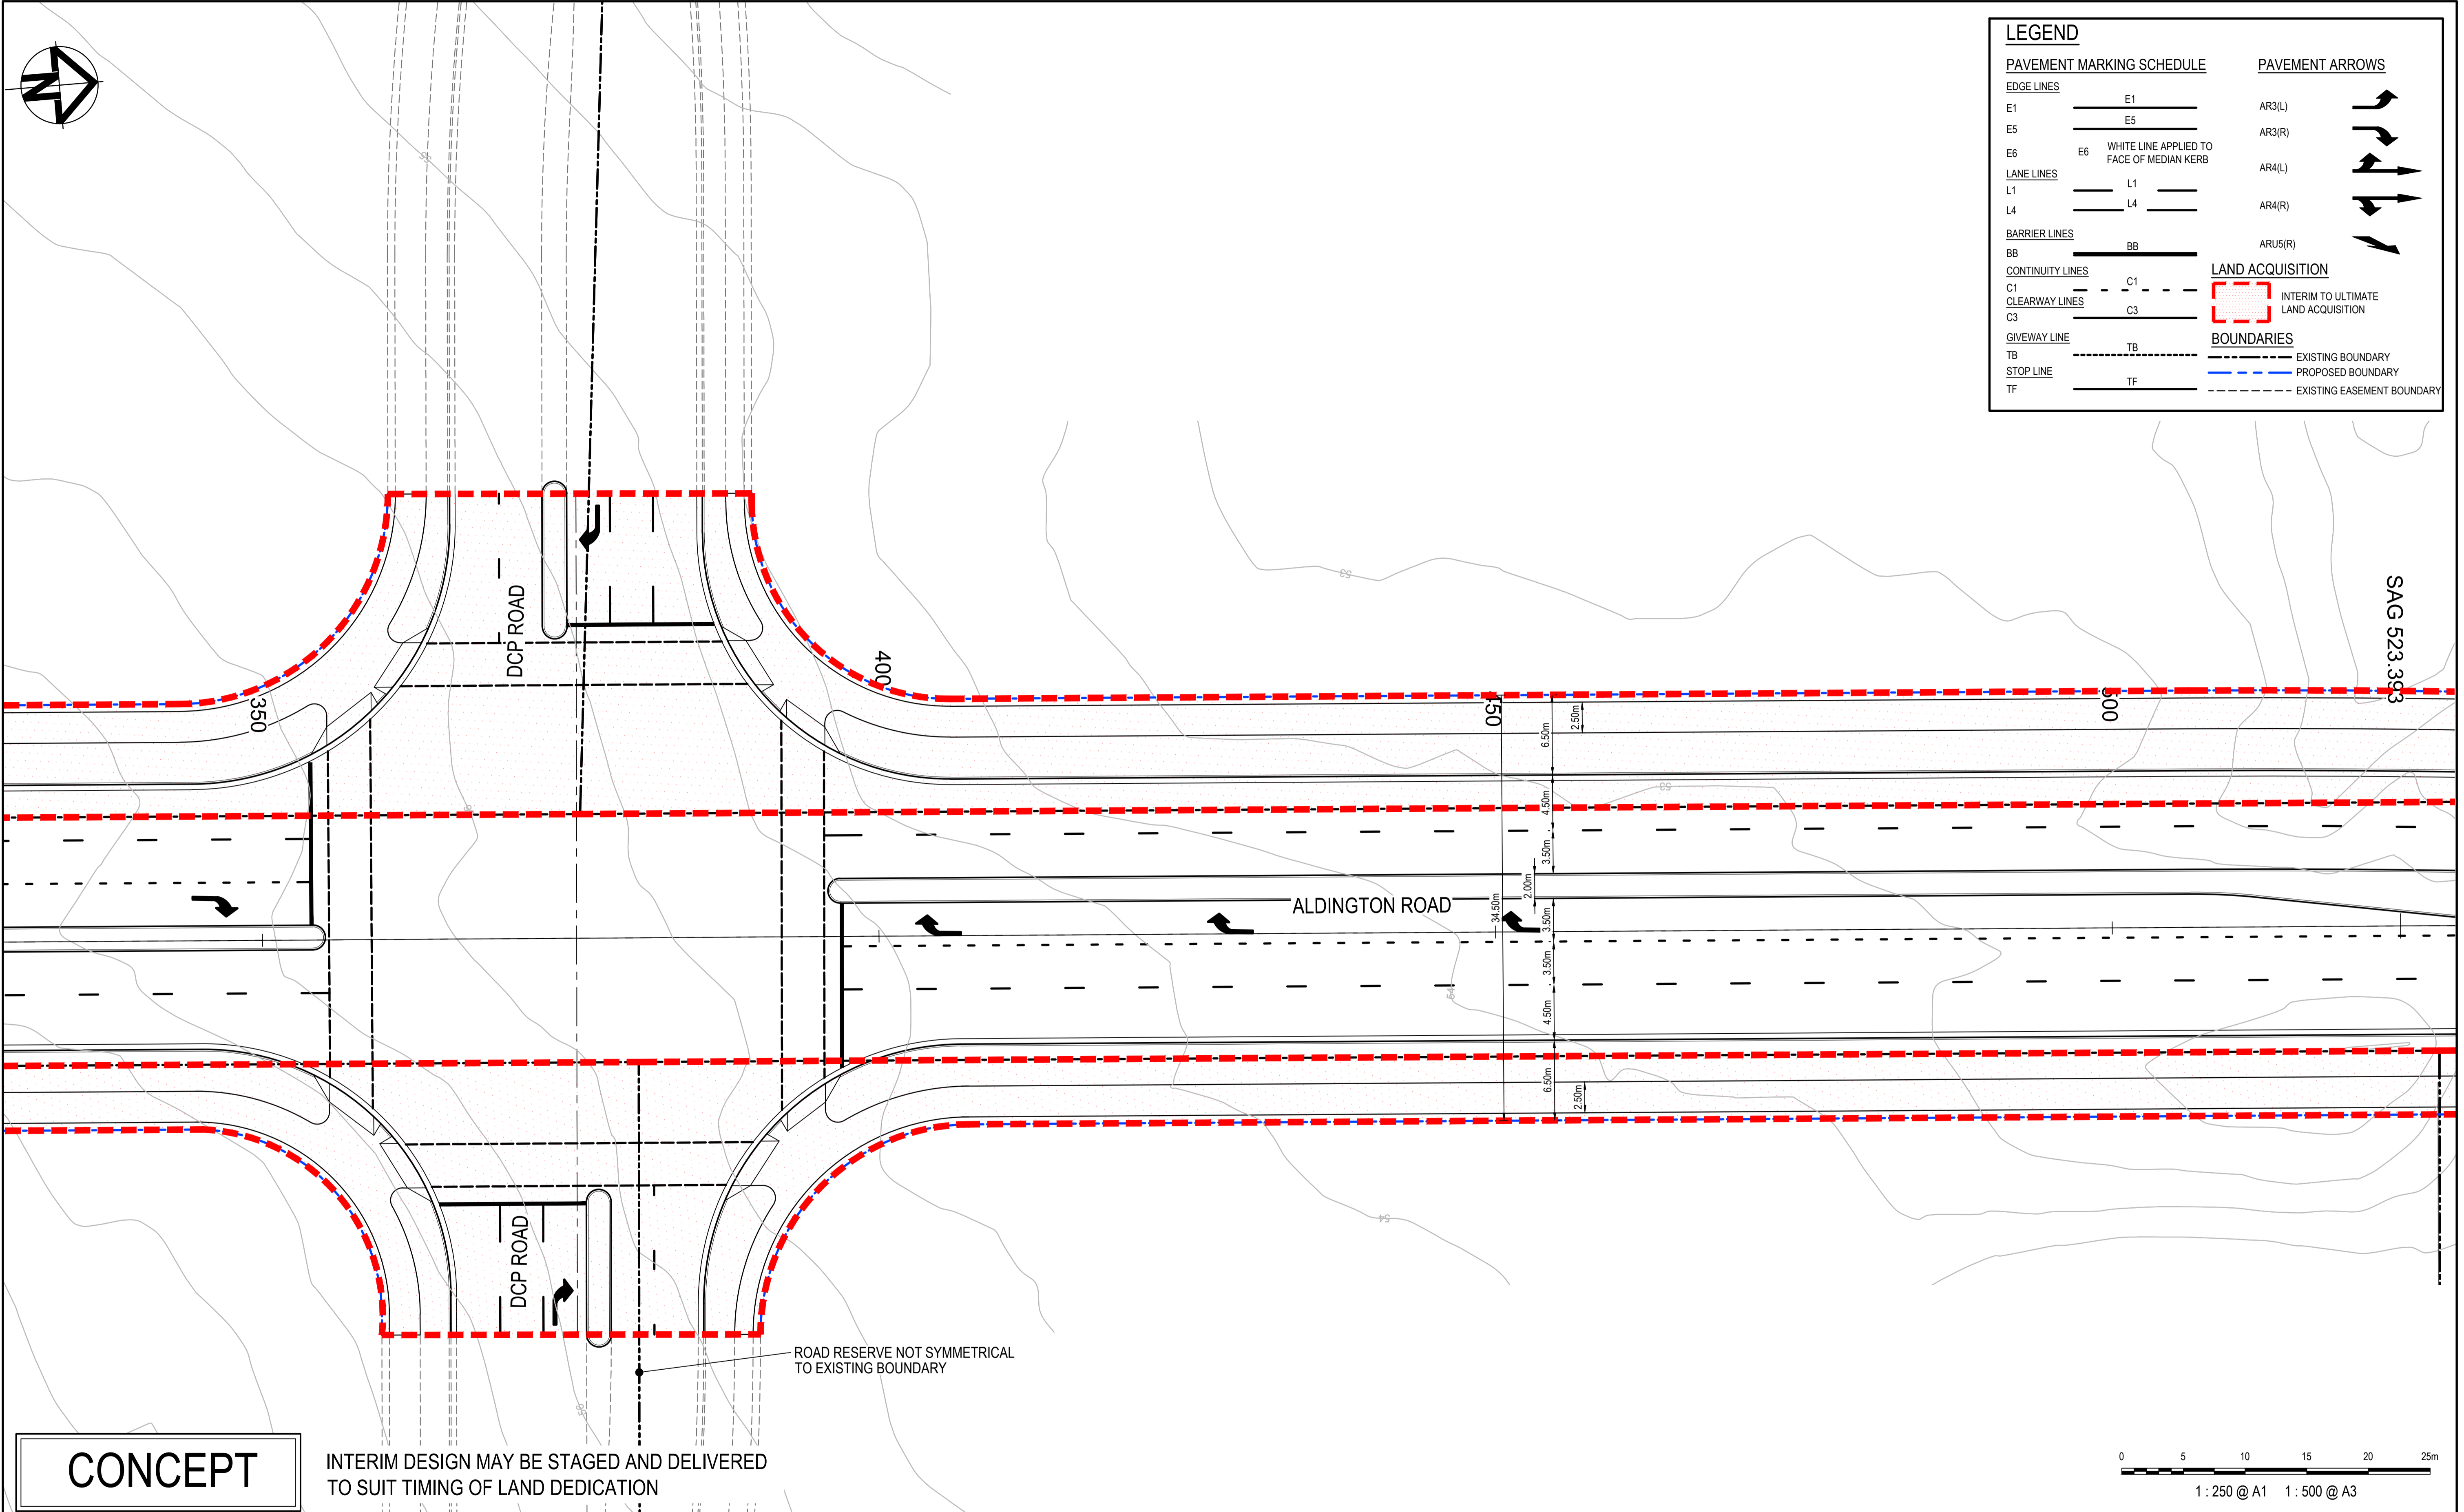 N
LEGEND
PAVEMENT MARKING SCHEDULE
EDGE LINES
E1 E1
E5 E5
E6 E6 WHITE LINE APPLIED TO
FACE OF MEDIAN KERB
LANE LINES
L1 L1
L4 L4
BARRIER LINES
BB BB
CONTINUITY LINES
C1 C1
CLEARWAY LINES
C3 C3
GIVEWAY LINE
TB TB
STOP LINE
TF TF
PAVEMENT ARROWS
AR3(L)
AR3(R)
AR4(L)
AR4(R)
ARU5(R)
LAND ACQUISITION
INTERIM TO ULTIMATE
LAND ACQUISITION
BOUNDARIES
EXISTING BOUNDARY
PROPOSED BOUNDARY
EXISTING EASEMENT BOUNDARY
55
53
DCP ROAD
350
400
450
500
SAG 523.393
2.50m
6.50m
53
4.50m
3.50m
2.00m
ALDINGTON ROAD
34.50m
3.50m
3.50m
54
4.50m
6.50m
2.50m
54
DCP ROAD
ROAD RESERVE NOT SYMMETRICAL
TO EXISTING BOUNDARY
CONCEPT
INTERIM DESIGN MAY BE STAGED AND DELIVERED
TO SUIT TIMING OF LAND DEDICATION
0 5 10 15 20 25m
1 : 250 @ A1 1 : 500 @ A3